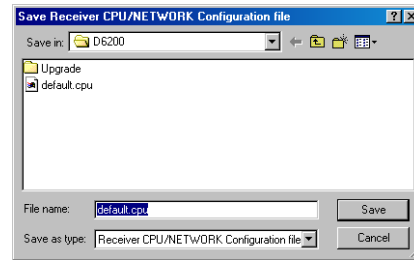 Save Receiver CPU/NETWORK Configuration file
Save in: D6200
Upgrade
default.cpu
File name: default.cpu Save
Save as type: Receiver CPU/NETWORK Configuration file Cancel